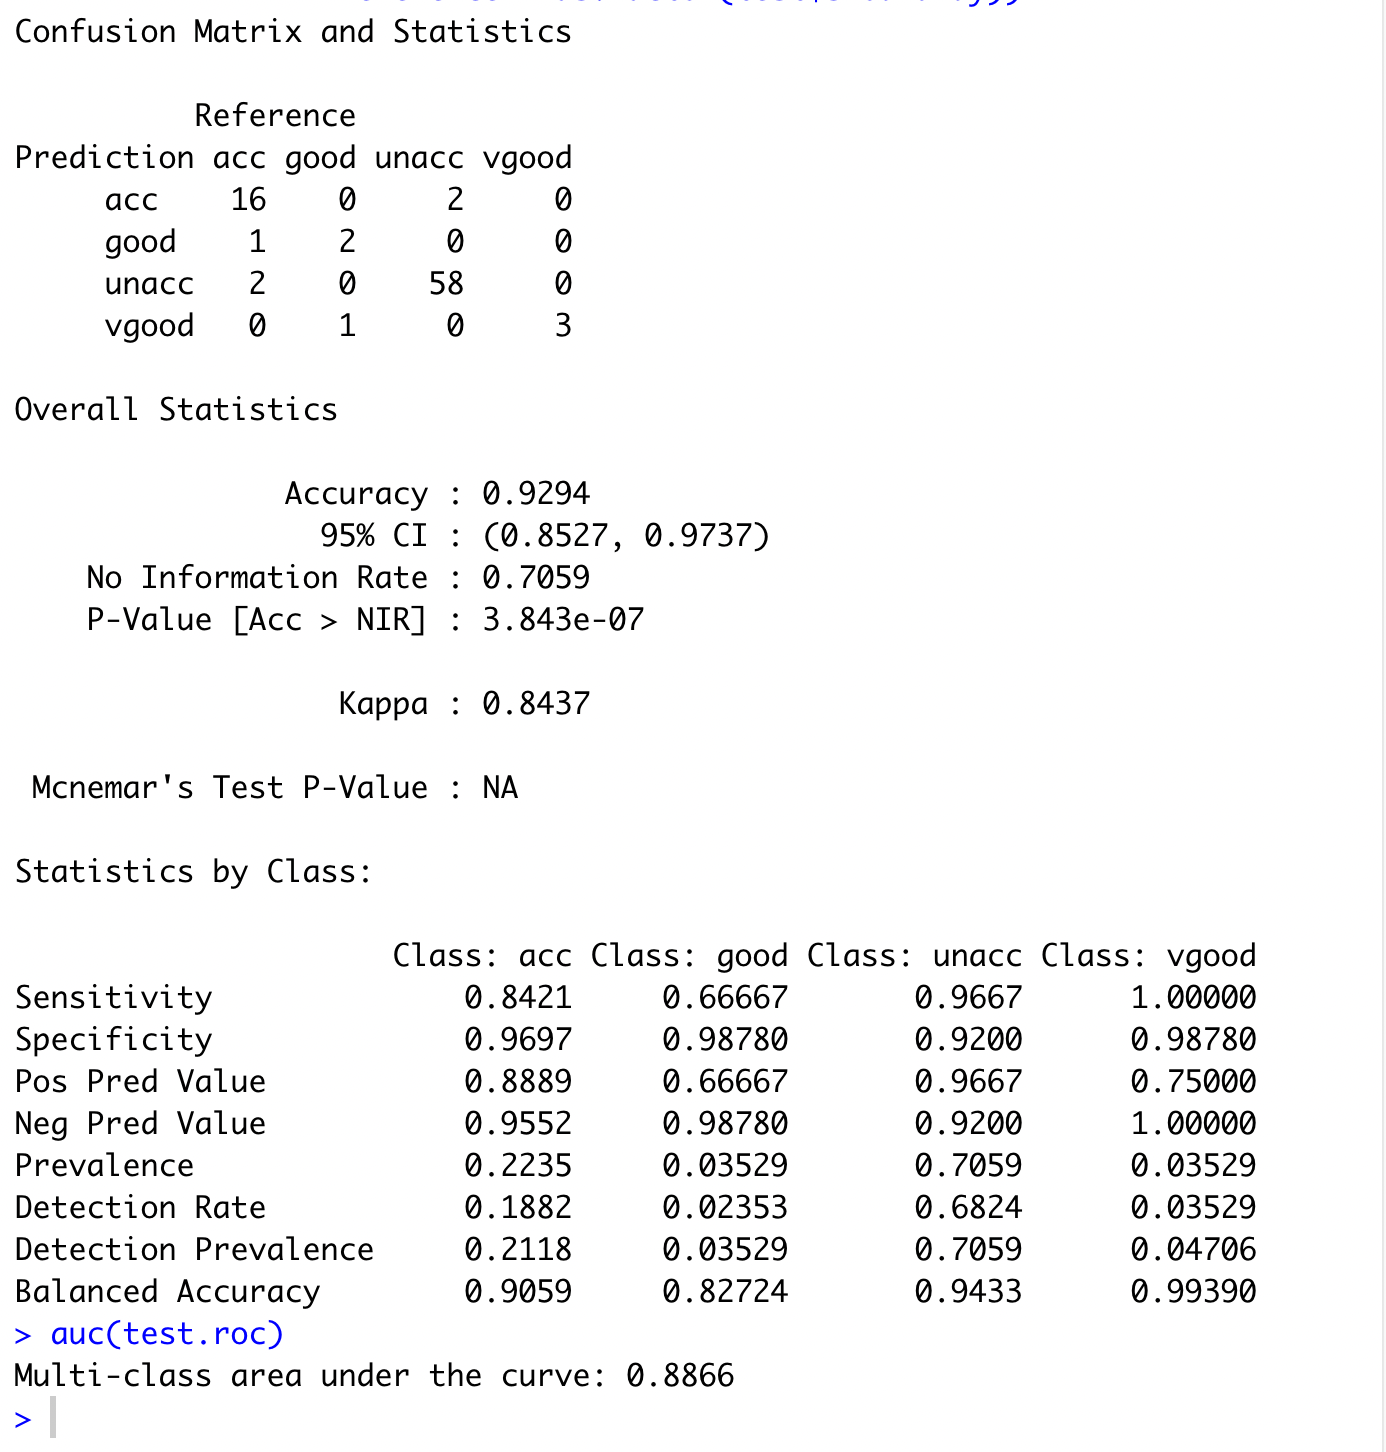 Confusion Matrix and Statistics
Reference
Prediction acc good unacc vgood
acc 16 0 2 0
good 1 2 0 0
unacc 2 0 58 0
vgood 0 1 0 3
Overall Statistics
Accuracy : 0.9294
95% CI : (0.8527, 0.9737)
No Information Rate : 0.7059
P-Value [Acc > NIR] : 3.843e-07
Kappa : 0.8437
Mcnemar's Test P-Value : NA
Statistics by Class:
Class: acc Class: good Class: unacc Class: vgood
Sensitivity 0.8421 0.66667 0.9667 1.00000
Specificity 0.9697 0.98780 0.9200 0.98780
Pos Pred Value 0.8889 0.66667 0.9667 0.75000
Neg Pred Value 0.9552 0.98780 0.9200 1.00000
Prevalence 0.2235 0.03529 0.7059 0.03529
Detection Rate 0.1882 0.02353 0.6824 0.03529
Detection Prevalence 0.2118 0.03529 0.7059 0.04706
Balanced Accuracy 0.9059 0.82724 0.9433 0.99390
> auc(test.roc)
Multi-class area under the curve: 0.8866
>